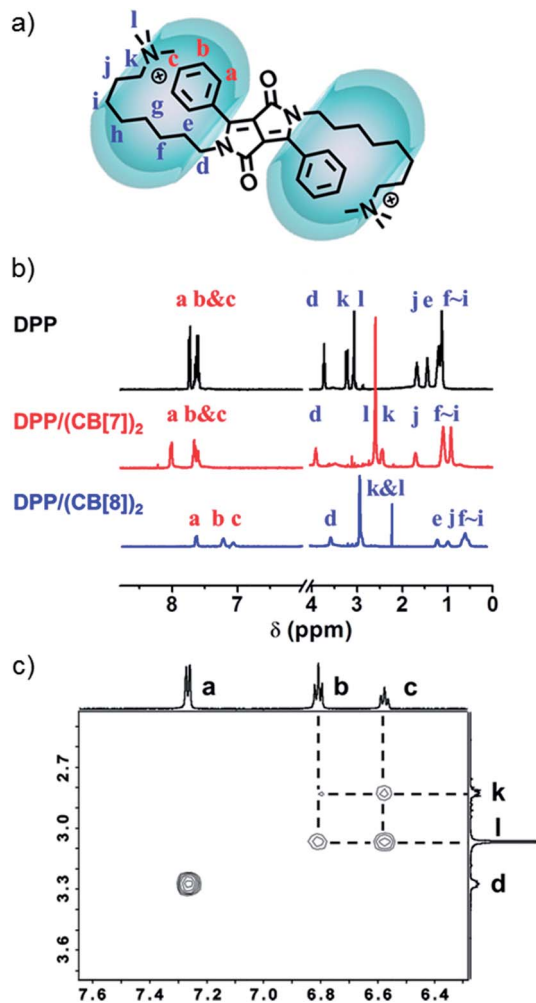 a)
l
k N c b
⊕
j a
i g O
h e N N
f
d O
N
⊕
b)
a b&c d k l j e f~i
DPP
DPP/(CB[7])₂
a b&c d l k j f~i
DPP/(CB[8])₂
a b c d k&l e j f~i
8 7 4 3 2 1 0
δ (ppm)
c)
a b c
2.7
k
3.0
l
3.3
d
3.6
7.6 7.4 7.2 7.0 6.8 6.6 6.4